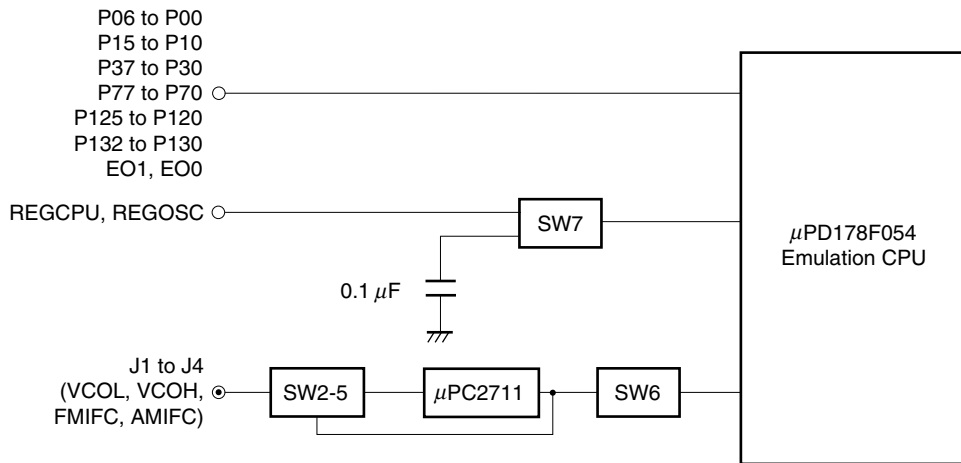 P06 to P00
P15 to P10
P37 to P30
P77 to P70
P125 to P120
P132 to P130
EO1, EO0
REGCPU, REGOSC
SW7
μPD178F054
Emulation CPU
0.1 μF
J1 to J4
(VCOL, VCOH,
FMIFC, AMIFC)
SW2-5
μPC2711
SW6